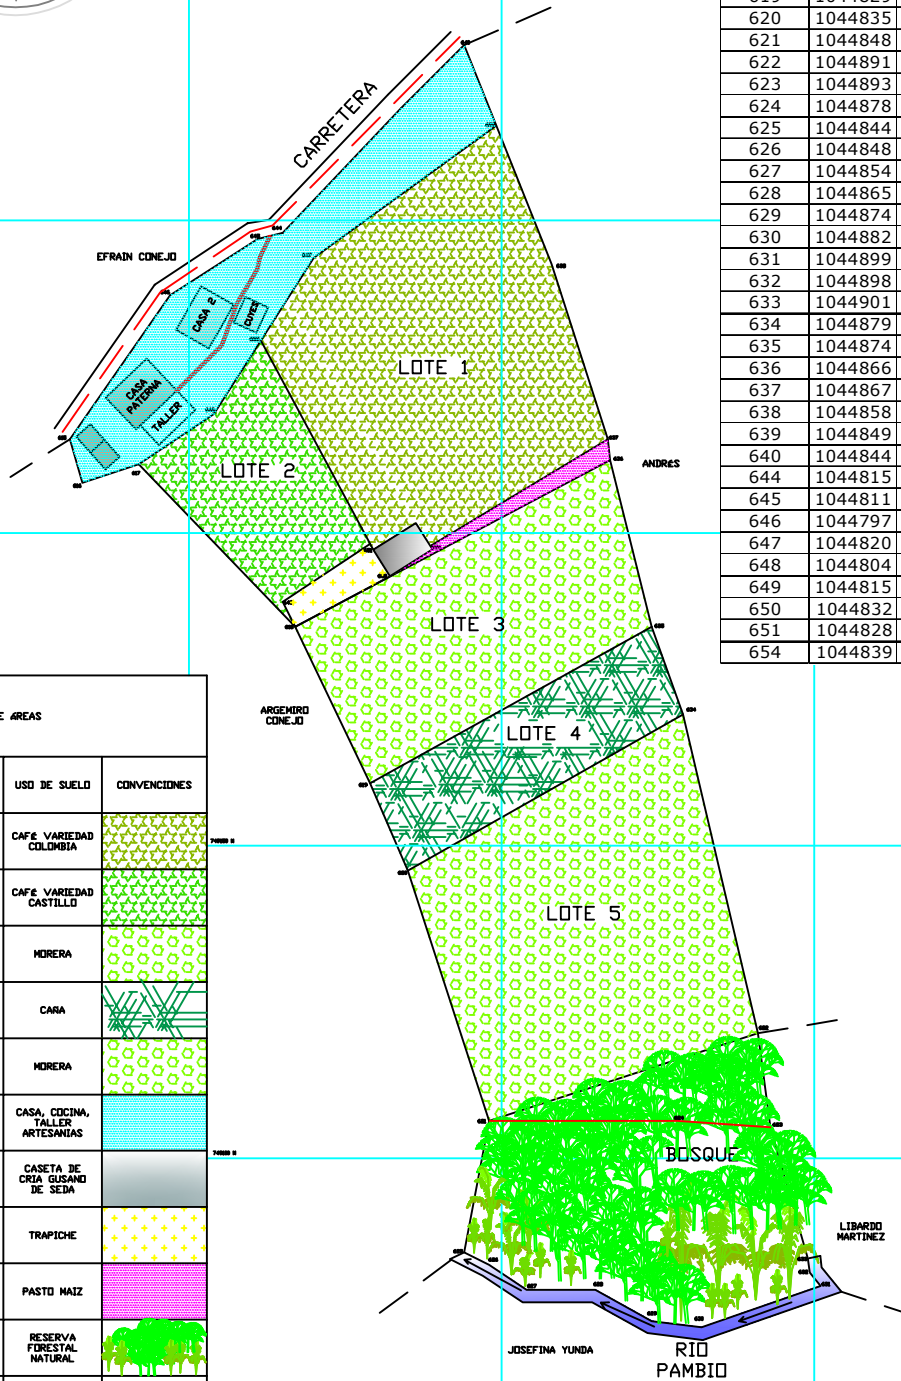 620 1044835
621 1044848
622 1044891
623 1044893
624 1044878
625 1044844
626 1044848
627 1044854
628 1044865
629 1044874
630 1044882
631 1044899
632 1044898
633 1044901
634 1044879
635 1044874
636 1044866
637 1044867
638 1044858
639 1044849
640 1044844
644 1044815
645 1044811
646 1044797
647 1044820
648 1044804
649 1044815
650 1044832
651 1044828
654 1044839
CARRETERA
EFRAIN CONEJO
CASA 2
CUYES
CASA
PATERNA
TALLER
LOTE 1
LOTE 2
ANDRÉS
LOTE 3
ARGEMIRO
CONEJO
LOTE 4
LOTE 5
BOSQUE
LIBARDO
MARTINEZ
JOSEFINA YUNDA
RIO
PAMBIO
E ÁREAS
USO DE SUELO CONVENCIONES
CAFÉ VARIEDAD
COLOMBIA
CAFÉ VARIEDAD
CASTILLO
MORERA
CAÑA
MORERA
CASA, COCINA,
TALLER
ARTESANIAS
CASETA DE
CRIA GUSANO
DE SEDA
TRAPICHE
PASTO MAIZ
RESERVA
FORESTAL
NATURAL